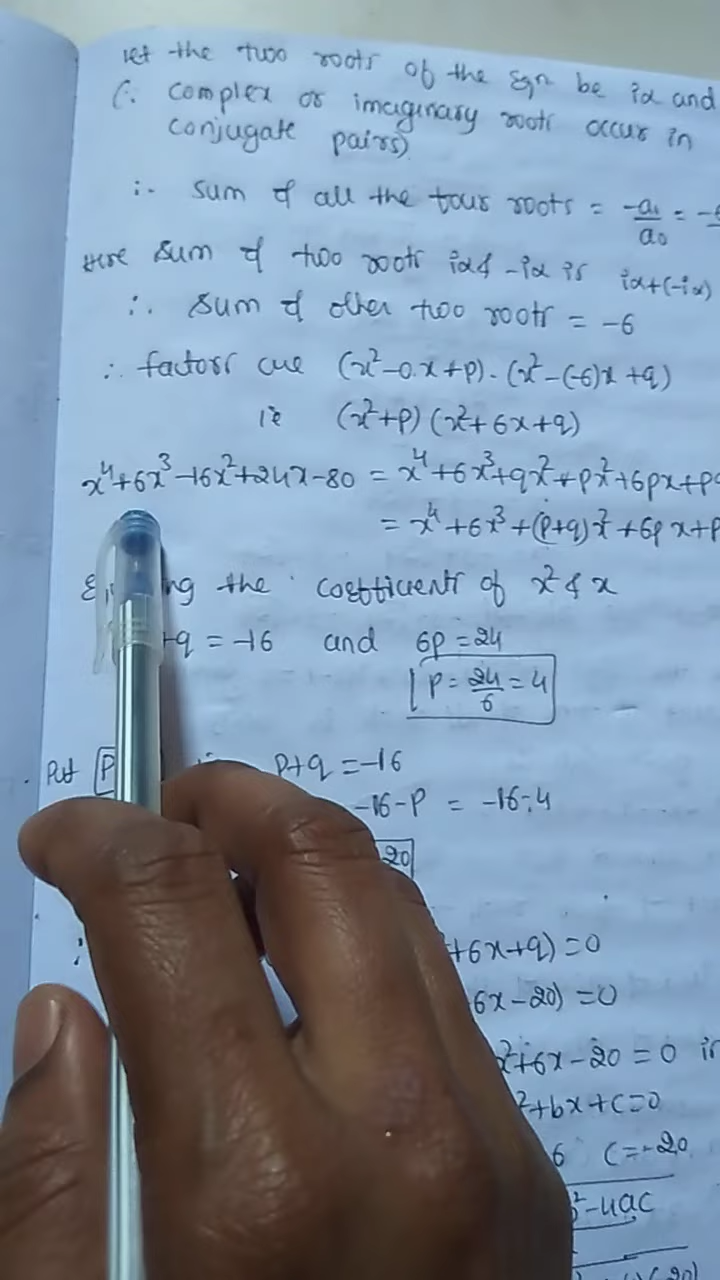 let the two roots of the Eqn be iα and
(∵ complex or imaginary roots occur in
conjugate pairs)
∴ sum of all the four roots = -a₁/a₀ =
Here sum of two roots iα & -iα is iα+(-iα)
∴ sum of other two roots = -6
∴ factors are (x²-0.x+p).(x²-(-6)x+q)
ie (x²+p)(x²+6x+q)
x⁴+6x³-16x²+24x-80 = x⁴+6x³+qx²+px²+6px+pq
= x⁴+6x³+(p+q)x²+6px+p
the coefficients of x² & x
+q = -16 and 6p = 24
p = 24/6 = 4
Put p+q = -16
-16-p = -16-4
20
+6x+q) = 0
6x-20) = 0
x²+6x-20 = 0
²+bx+c=0
6 c=-20
²-4ac